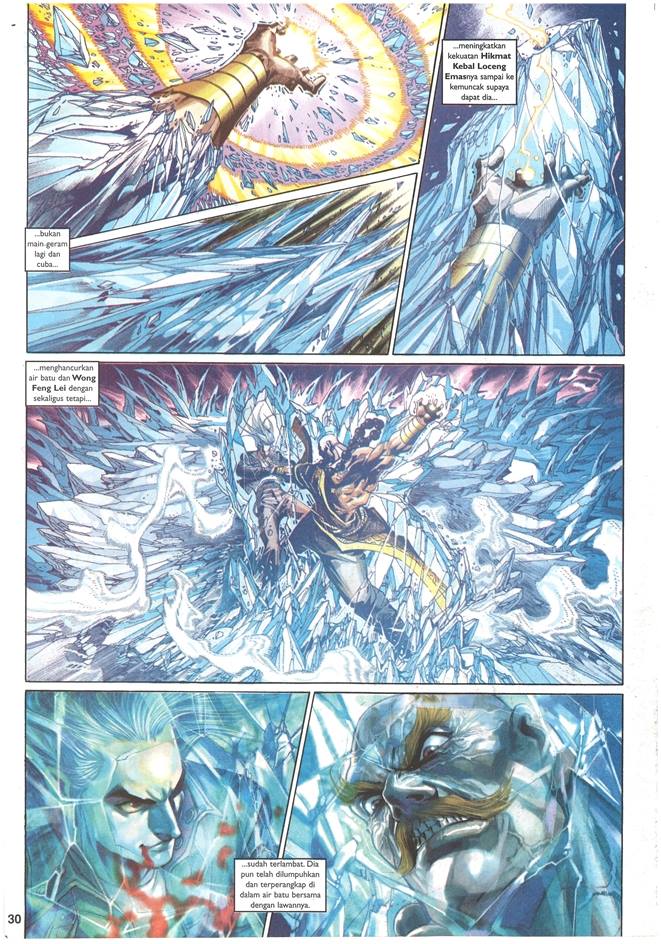 ...bukan
main geram
lagi dan
cuba...
...meningkatkan
kekuatan Hikmat
Kebal Loceng
Emasnya sampai ke
kemuncak supaya
dapat dia...
...menghancurkan
air batu dan Wong
Feng Lei dengan
sekaligus tetapi...
...sudah terlambat. Dia
pun telah dilumpuhkan
dan terperangkap di
dalam air batu bersama
dengan lawannya.
30